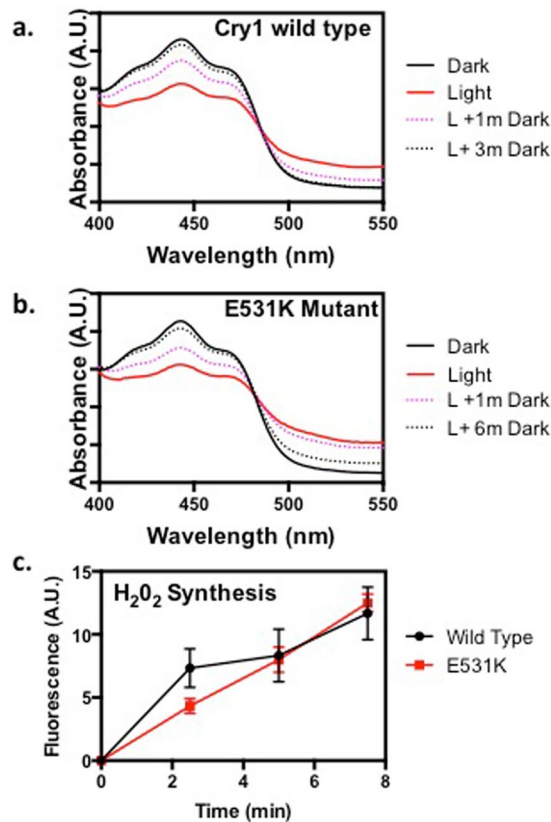 a.
Cry1 wild type
Absorbance (A.U.)
400 450 500 550
Wavelength (nm)
Dark
Light
L +1m Dark
L+ 3m Dark
b.
E531K Mutant
Absorbance (A.U.)
400 450 500 550
Wavelength (nm)
Dark
Light
L +1m Dark
L+ 6m Dark
c.
H202 Synthesis
Fluorescence (A.U.)
15
10
5
0
0 2 4 6 8
Time (min)
Wild Type
E531K